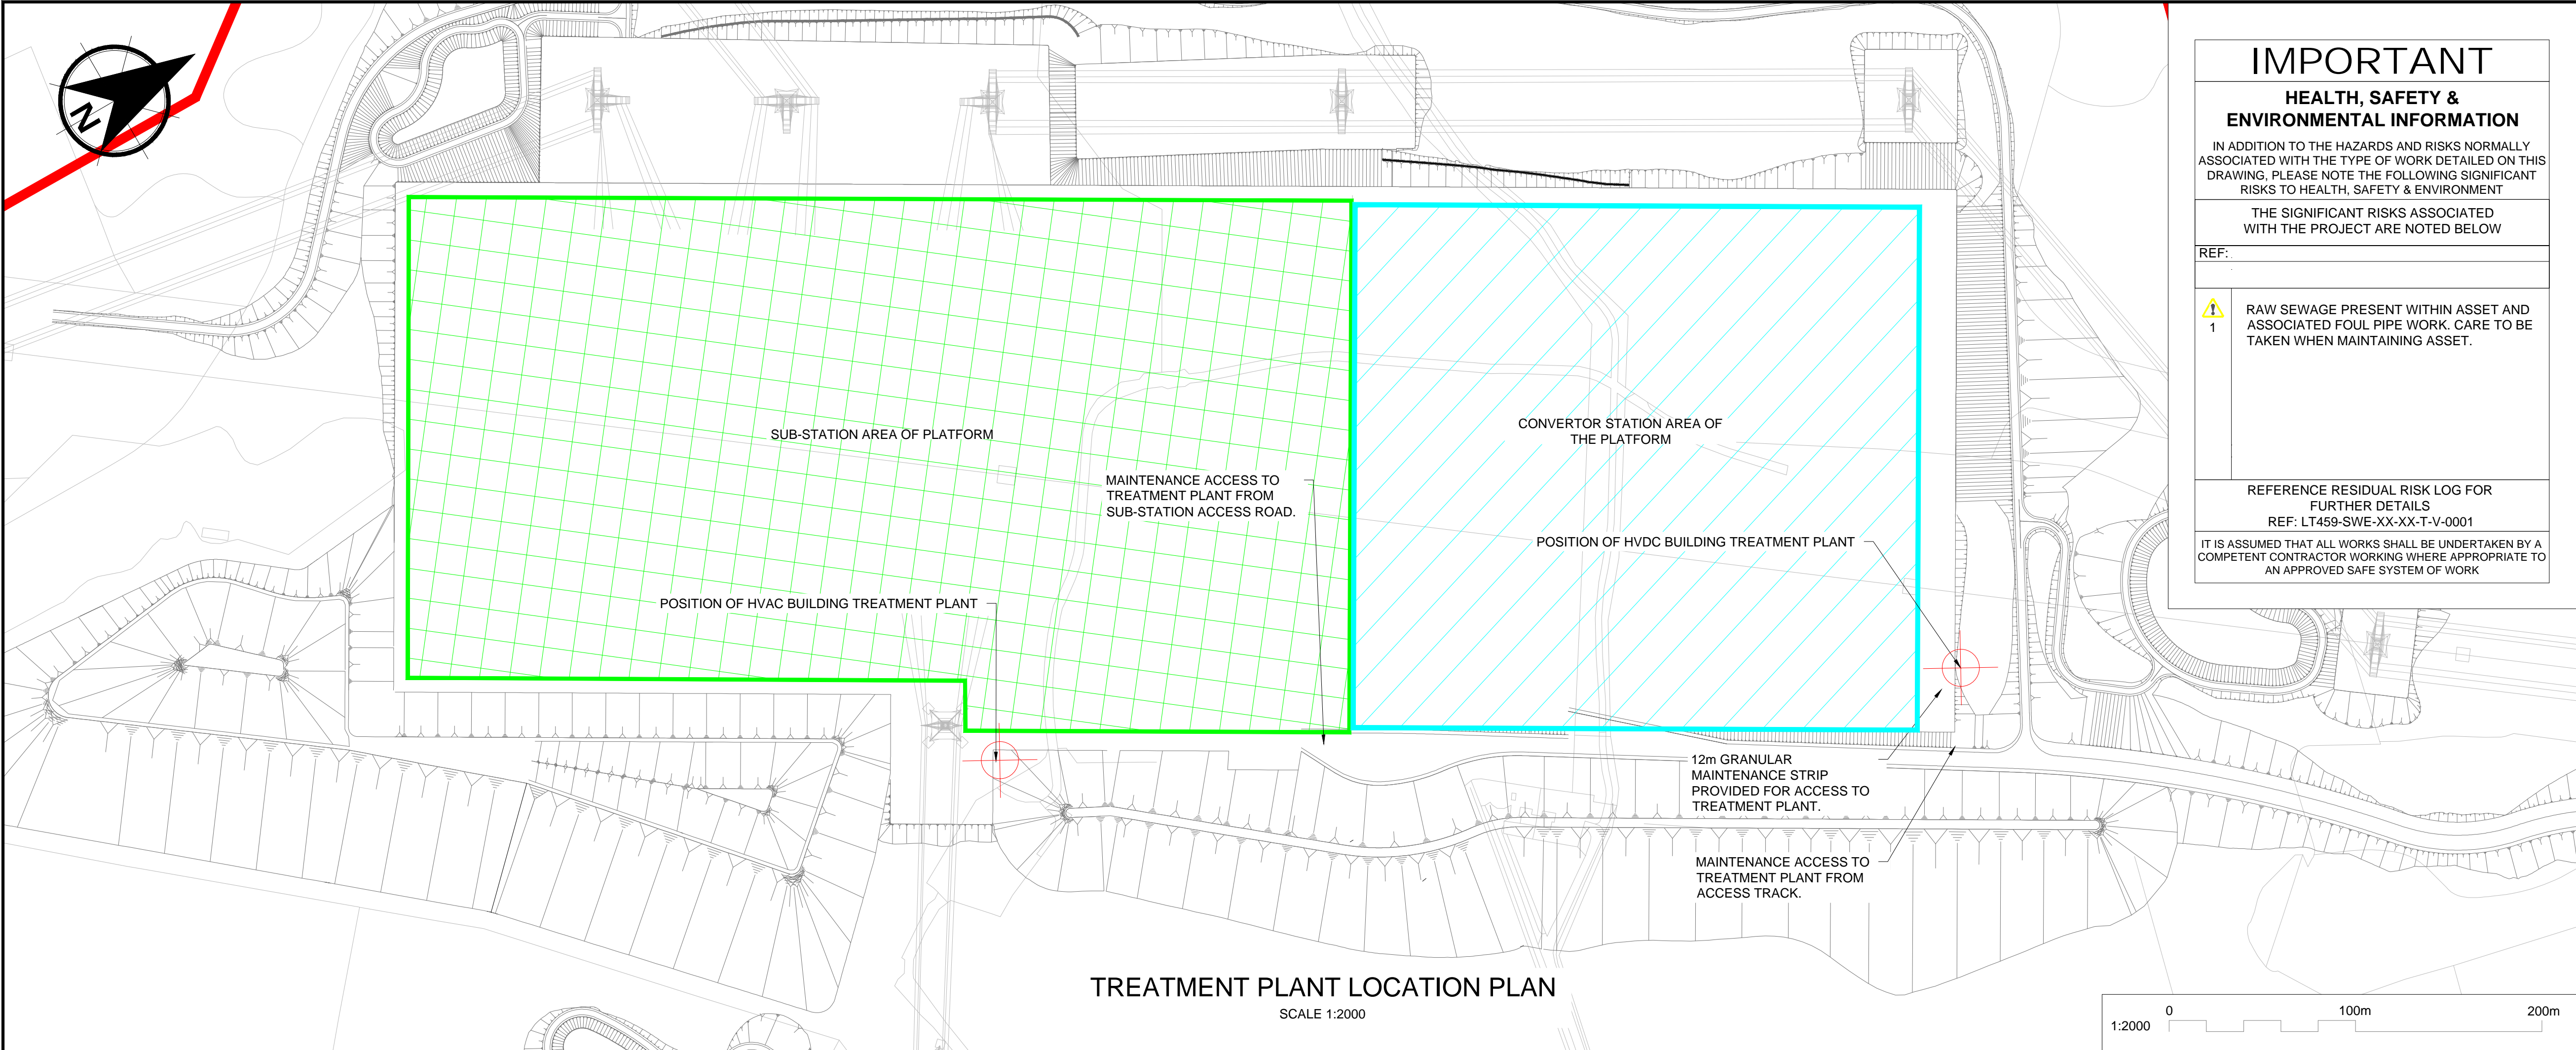 N
SUB-STATION AREA OF PLATFORM
MAINTENANCE ACCESS TO
TREATMENT PLANT FROM
SUB-STATION ACCESS ROAD.
POSITION OF HVAC BUILDING TREATMENT PLANT
CONVERTOR STATION AREA OF
THE PLATFORM
POSITION OF HVDC BUILDING TREATMENT PLANT
12m GRANULAR
MAINTENANCE STRIP
PROVIDED FOR ACCESS TO
TREATMENT PLANT.
MAINTENANCE ACCESS TO
TREATMENT PLANT FROM
ACCESS TRACK.
TREATMENT PLANT LOCATION PLAN
SCALE 1:2000
IMPORTANT
HEALTH, SAFETY &
ENVIRONMENTAL INFORMATION
IN ADDITION TO THE HAZARDS AND RISKS NORMALLY
ASSOCIATED WITH THE TYPE OF WORK DETAILED ON THIS
DRAWING, PLEASE NOTE THE FOLLOWING SIGNIFICANT
RISKS TO HEALTH, SAFETY & ENVIRONMENT
THE SIGNIFICANT RISKS ASSOCIATED
WITH THE PROJECT ARE NOTED BELOW
REF:
!
1
RAW SEWAGE PRESENT WITHIN ASSET AND
ASSOCIATED FOUL PIPE WORK. CARE TO BE
TAKEN WHEN MAINTAINING ASSET.
REFERENCE RESIDUAL RISK LOG FOR
FURTHER DETAILS
REF: LT459-SWE-XX-XX-T-V-0001
IT IS ASSUMED THAT ALL WORKS SHALL BE UNDERTAKEN BY A
COMPETENT CONTRACTOR WORKING WHERE APPROPRIATE TO
AN APPROVED SAFE SYSTEM OF WORK
1:2000
0 100m 200m